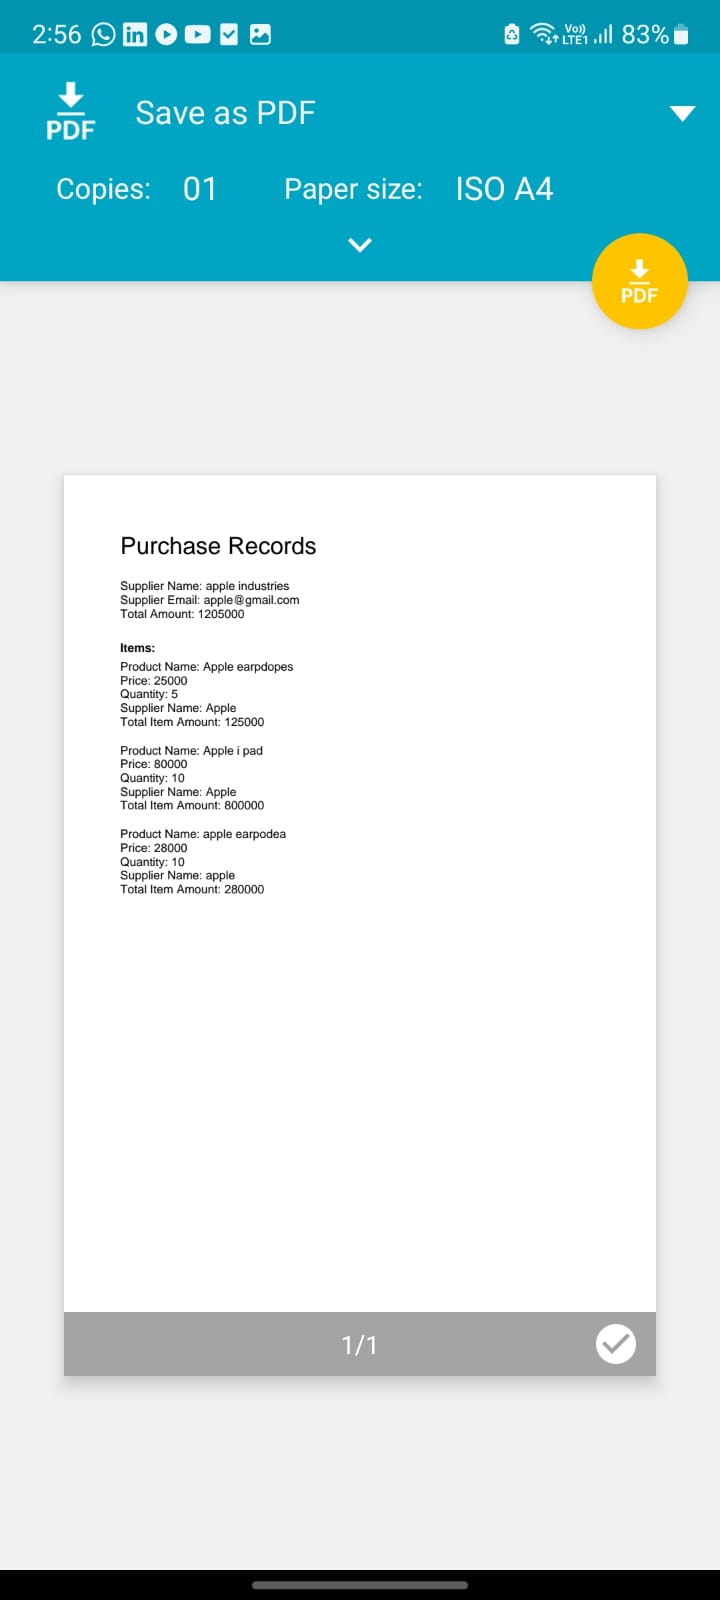 2:56
Vo)) LTE1 83%
PDF Save as PDF
Copies: 01 Paper size: ISO A4
PDF
Purchase Records
Supplier Name: apple industries
Supplier Email: apple@gmail.com
Total Amount: 1205000
Items:
Product Name: Apple earpdopes
Price: 25000
Quantity: 5
Supplier Name: Apple
Total Item Amount: 125000
Product Name: Apple i pad
Price: 80000
Quantity: 10
Supplier Name: Apple
Total Item Amount: 800000
Product Name: apple earpodea
Price: 28000
Quantity: 10
Supplier Name: apple
Total Item Amount: 280000
1/1